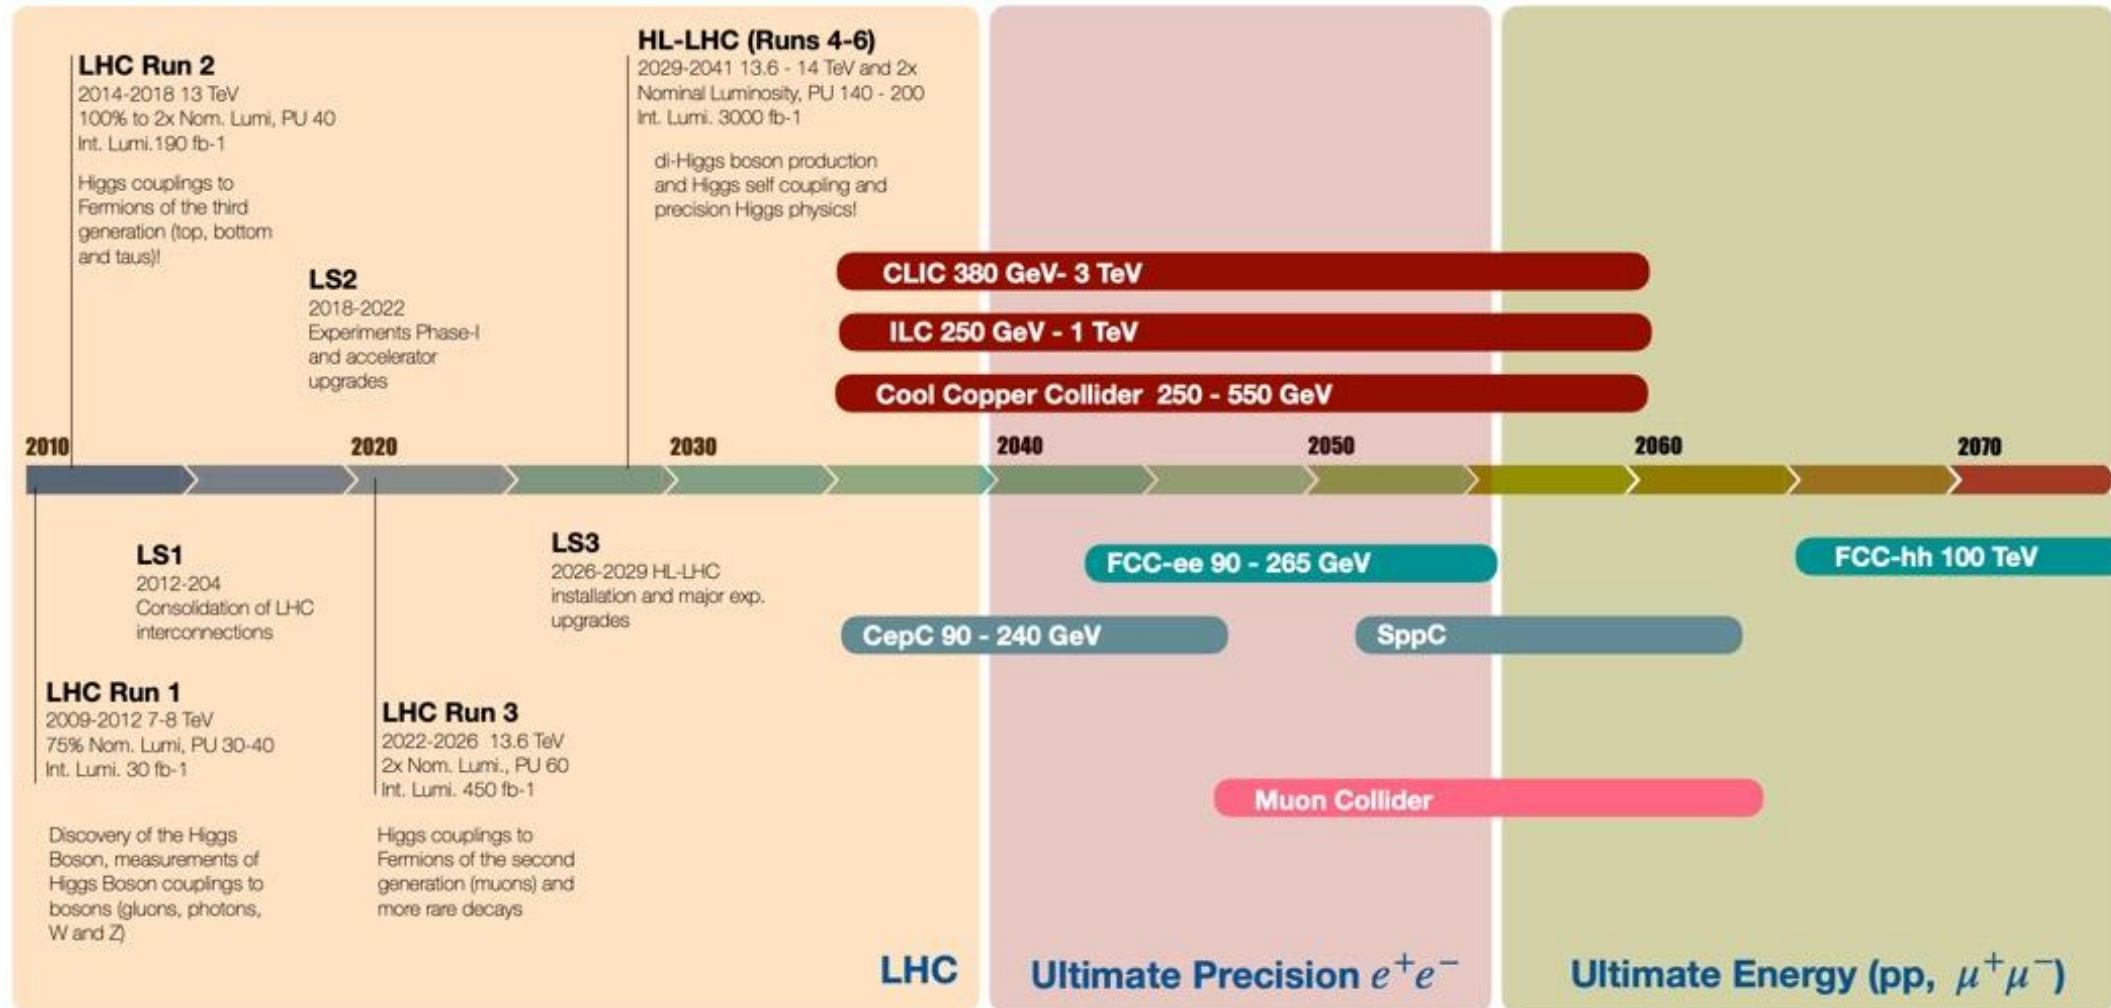 LHC Run 2
2014-2018 13 TeV
100% to 2x Nom. Lumi, PU 40
Int. Lumi.190 fb-1
Higgs couplings to
Fermions of the third
generation (top, bottom
and taus)!
LS2
2018-2022
Experiments Phase-I
and accelerator
upgrades
HL-LHC (Runs 4-6)
2029-2041 13.6 - 14 TeV and 2x
Nominal Luminosity, PU 140 - 200
Int. Lumi. 3000 fb-1
di-Higgs boson production
and Higgs self coupling and
precision Higgs physics!
CLIC 380 GeV- 3 TeV
ILC 250 GeV - 1 TeV
Cool Copper Collider 250 - 550 GeV
2010 2020 2030 2040 2050 2060 2070
LS1
2012-204
Consolidation of LHC
interconnections
LS3
2026-2029 HL-LHC
installation and major exp.
upgrades
FCC-ee 90 - 265 GeV
FCC-hh 100 TeV
CepC 90 - 240 GeV
SppC
LHC Run 1
2009-2012 7-8 TeV
75% Nom. Lumi, PU 30-40
Int. Lumi. 30 fb-1
Discovery of the Higgs
Boson, measurements of
Higgs Boson couplings to
bosons (gluons, photons,
W and Z)
LHC Run 3
2022-2026 13.6 TeV
2x Nom. Lumi., PU 60
Int. Lumi. 450 fb-1
Higgs couplings to
Fermions of the second
generation (muons) and
more rare decays
Muon Collider
LHC
Ultimate Precision e⁺e⁻
Ultimate Energy (pp, μ⁺μ⁻)